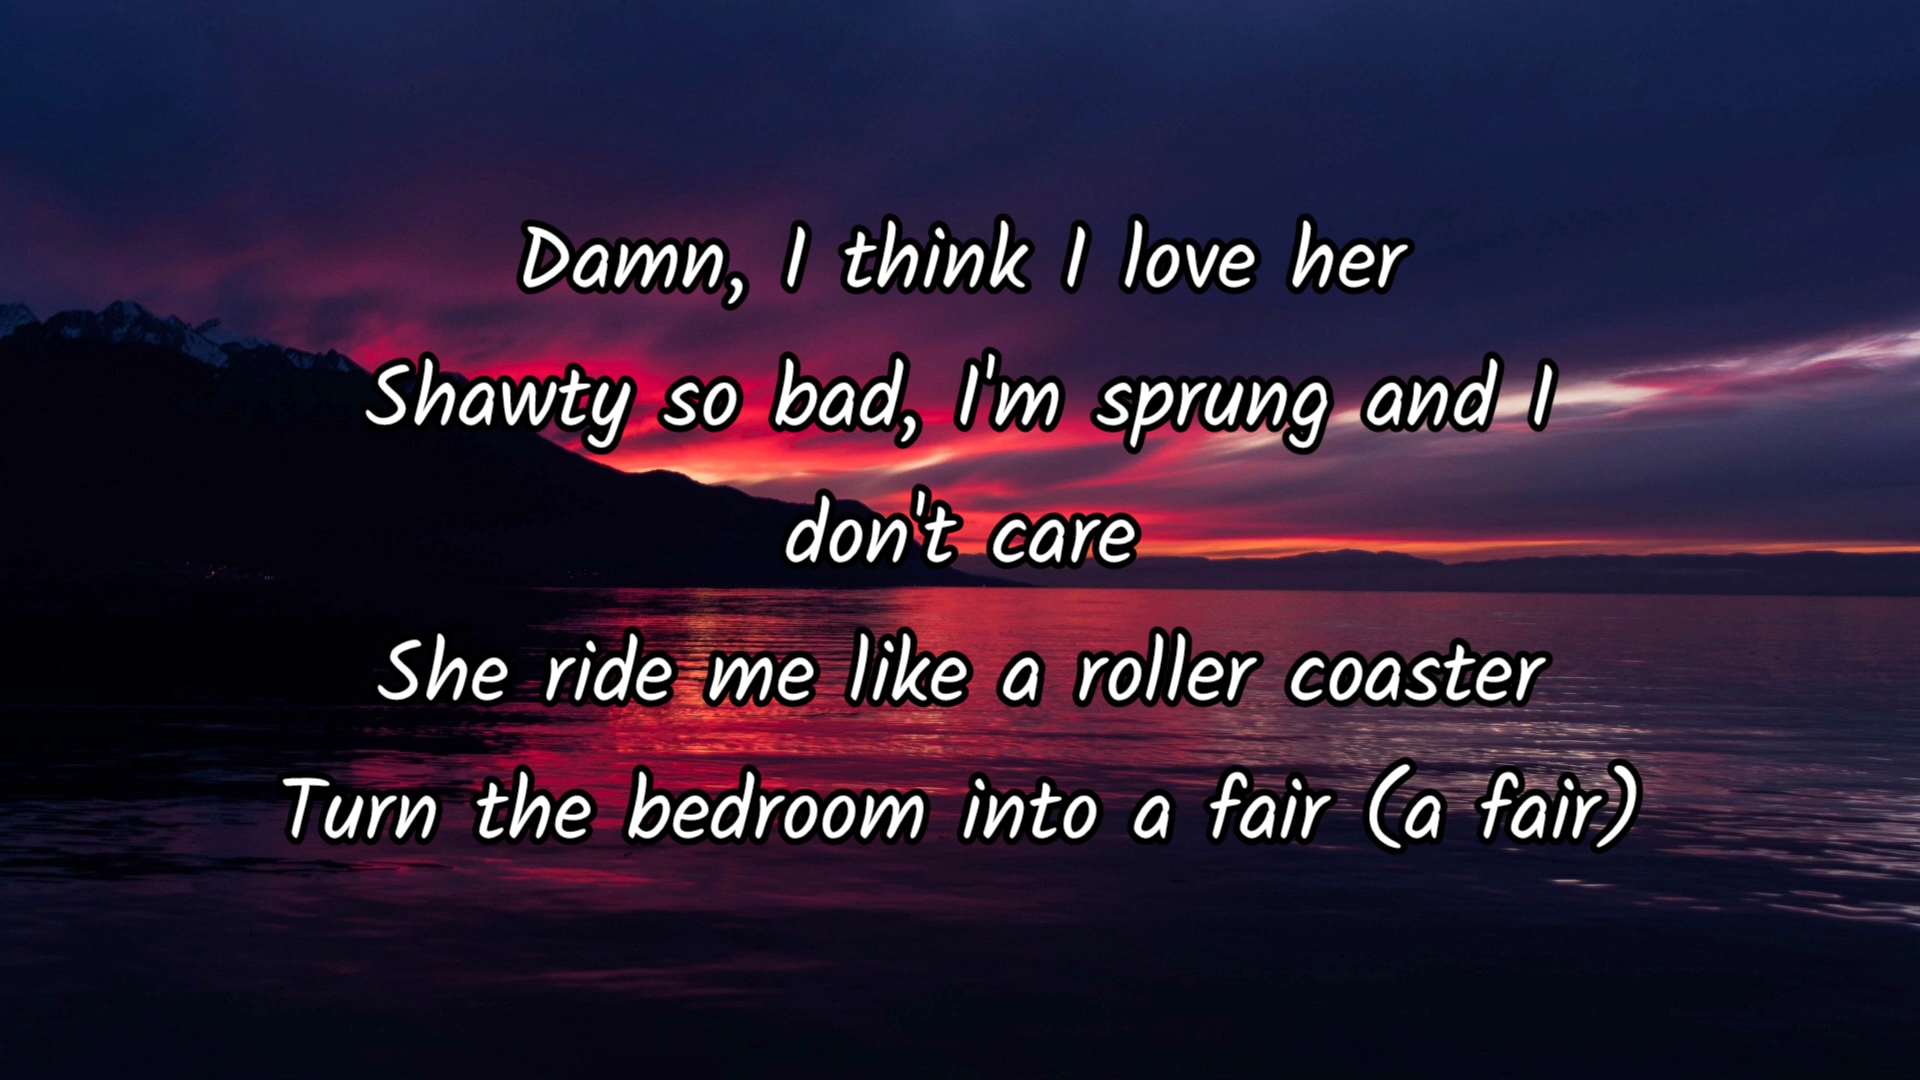 Damn, I think I love her
Shawty so bad, I'm sprung and I
don't care
She ride me like a roller coaster
Turn the bedroom into a fair (a fair)